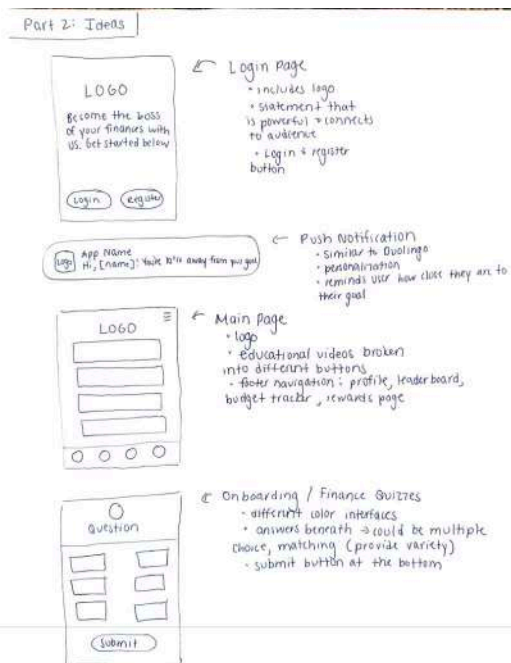 Part 2: Ideas
LOGO
Become the boss
of your finances with
us. Get started below
Login
Register
← Login Page
• includes logo
• statement that
is powerful + connects
to audience
• Login + register
button
Logo
App Name
Hi, [name]! You're 10% away from your goal
← Push Notification
• similar to Duolingo
• personalization
• reminds user how close they are to
their goal
LOGO
← Main Page
• logo
• educational videos broken
into different buttons
• footer navigation: profile, leaderboard,
budget tracker, rewards page
Question
Submit
← Onboarding / Finance Quizzes
• different color interfaces
• answers beneath → could be multiple
choice, matching (provide variety)
• submit button at the bottom